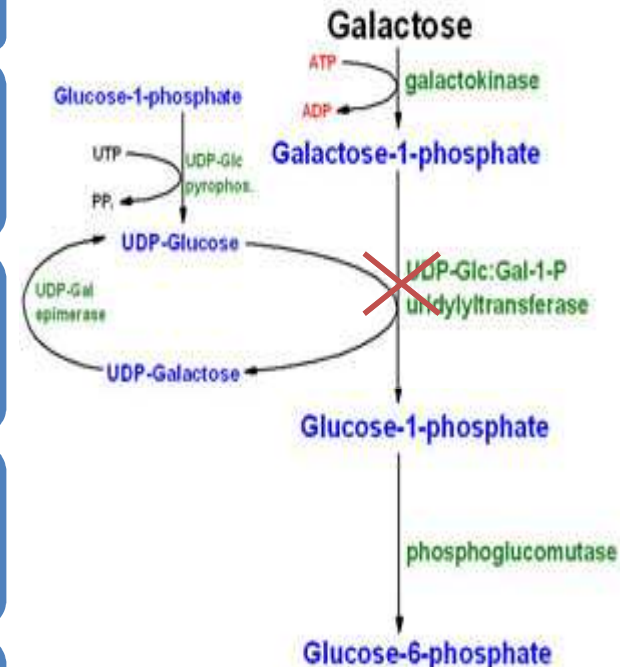 Galactose
ATP
galactokinase
ADP
Glucose-1-phosphate
UTP
UDP-Glc
pyrophos.
PPi
Galactose-1-phosphate
UDP-Glucose
UDP-Gal
epimerase
UDP-Galactose
UDP-Glc:Gal-1-P
uridylyltransferase
Glucose-1-phosphate
phosphoglucomutase
Glucose-6-phosphate